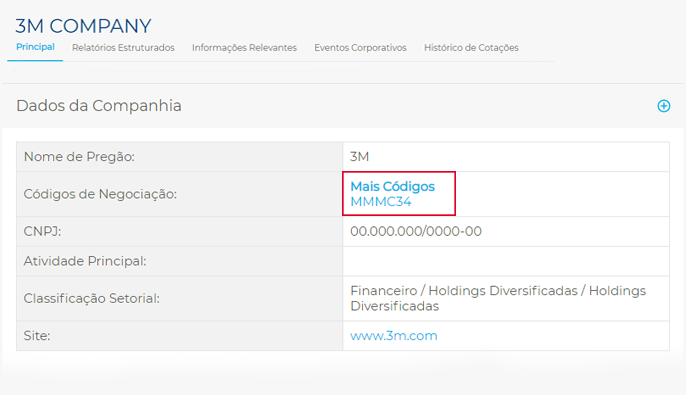 3M COMPANY
Principal
Relatórios Estruturados
Informações Relevantes
Eventos Corporativos
Histórico de Cotações
Dados da Companhia
Nome de Pregão:
3M
Códigos de Negociação:
Mais Códigos
MMMC34
CNPJ:
00.000.000/0000-00
Atividade Principal:
Classificação Setorial:
Financeiro / Holdings Diversificadas / Holdings
Diversificadas
Site:
www.3m.com